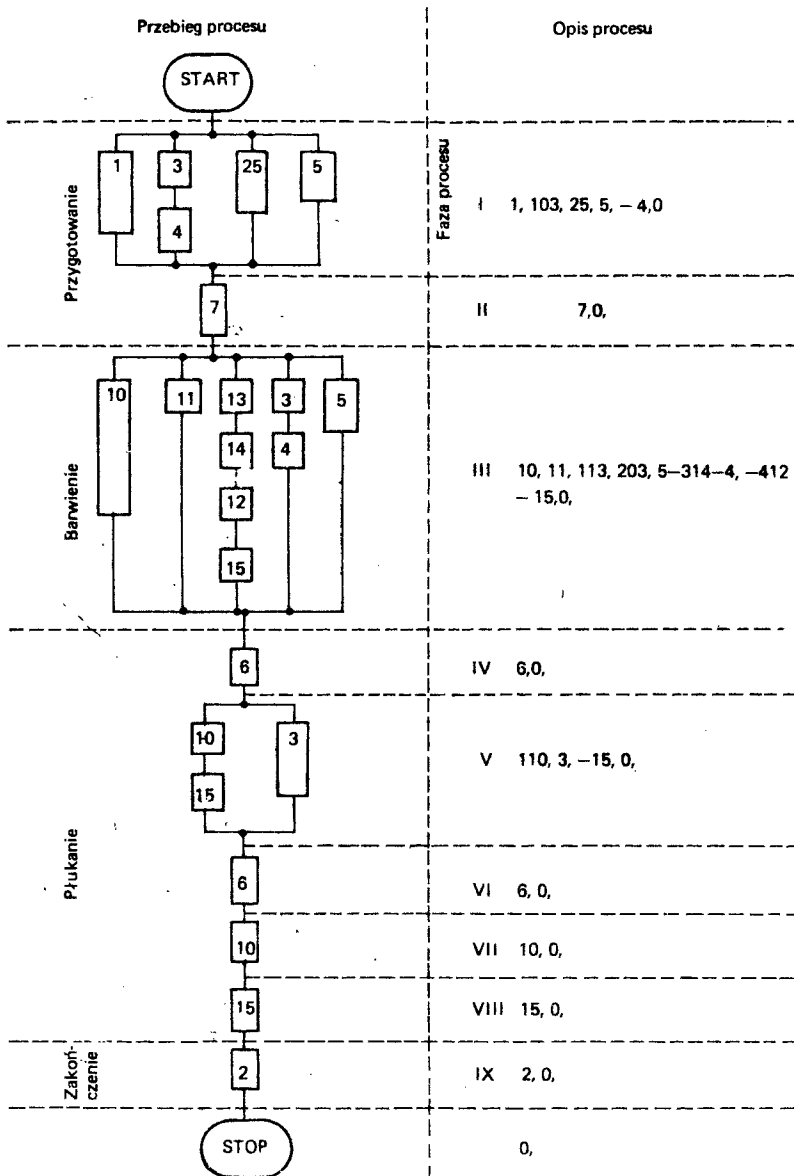 Przebieg procesu
Opis procesu
START
Przygotowanie
1
3
25
5
4
Faza procesu
I 1, 103, 25, 5, – 4,0
7
II 7,0,
Barwienie
10
11
13
3
5
14
4
12
15
III 10, 11, 113, 203, 5–314–4, –412
– 15,0,
Płukanie
6
IV 6,0,
10
3
15
V 110, 3, –15, 0,
6
VI 6, 0,
10
VII 10, 0,
15
VIII 15, 0,
Zakoń-
czenie
2
IX 2, 0,
STOP
0,